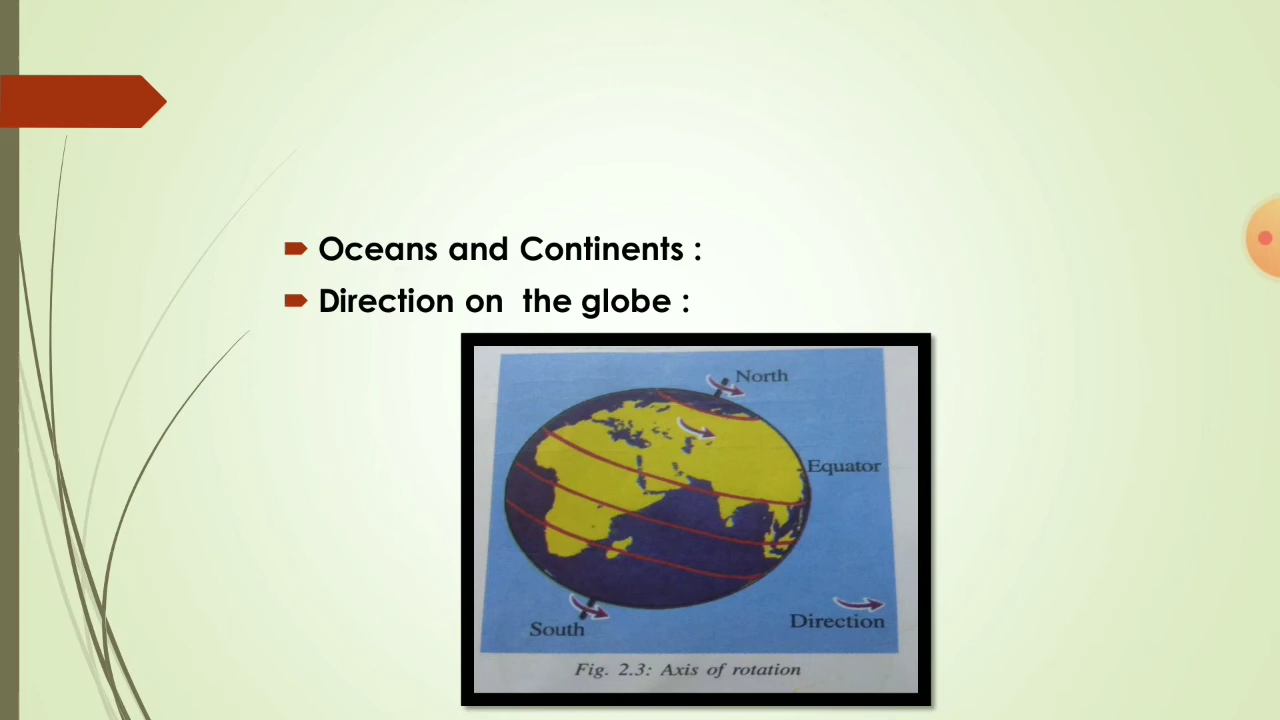 Oceans and Continents :
Direction on the globe :
North
Equator
South
Direction
Fig. 2.3: Axis of rotation